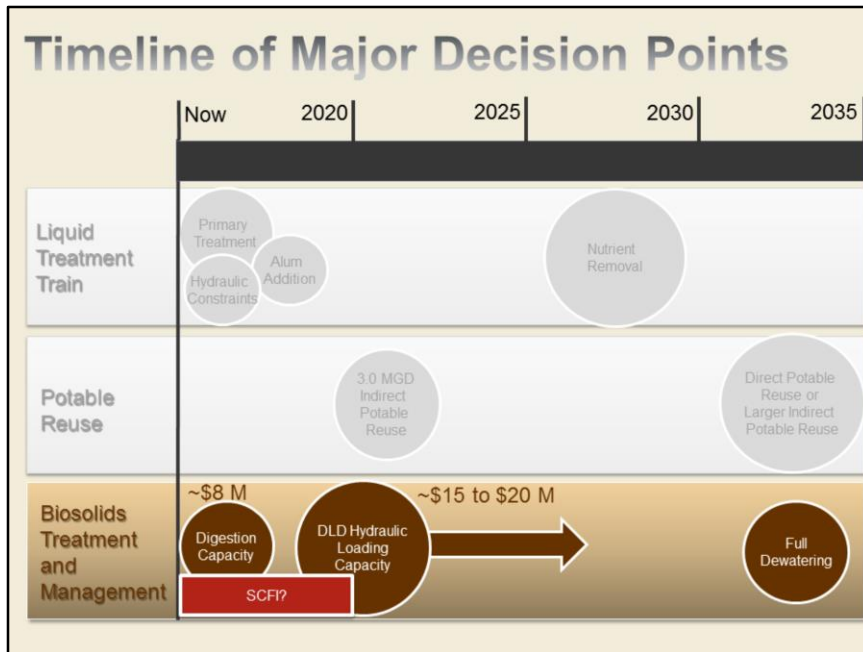 Timeline of Major Decision Points
Now
2020
2025
2030
2035
Liquid
Treatment
Train
Primary
Treatment
Alum
Addition
Hydraulic
Constraints
Nutrient
Removal
Potable
Reuse
3.0 MGD
Indirect
Potable
Reuse
Direct Potable
Reuse or
Larger Indirect
Potable Reuse
Biosolids
Treatment
and
Management
~$8 M
Digestion
Capacity
DLD Hydraulic
Loading
Capacity
~$15 to $20 M
Full
Dewatering
SCFI?